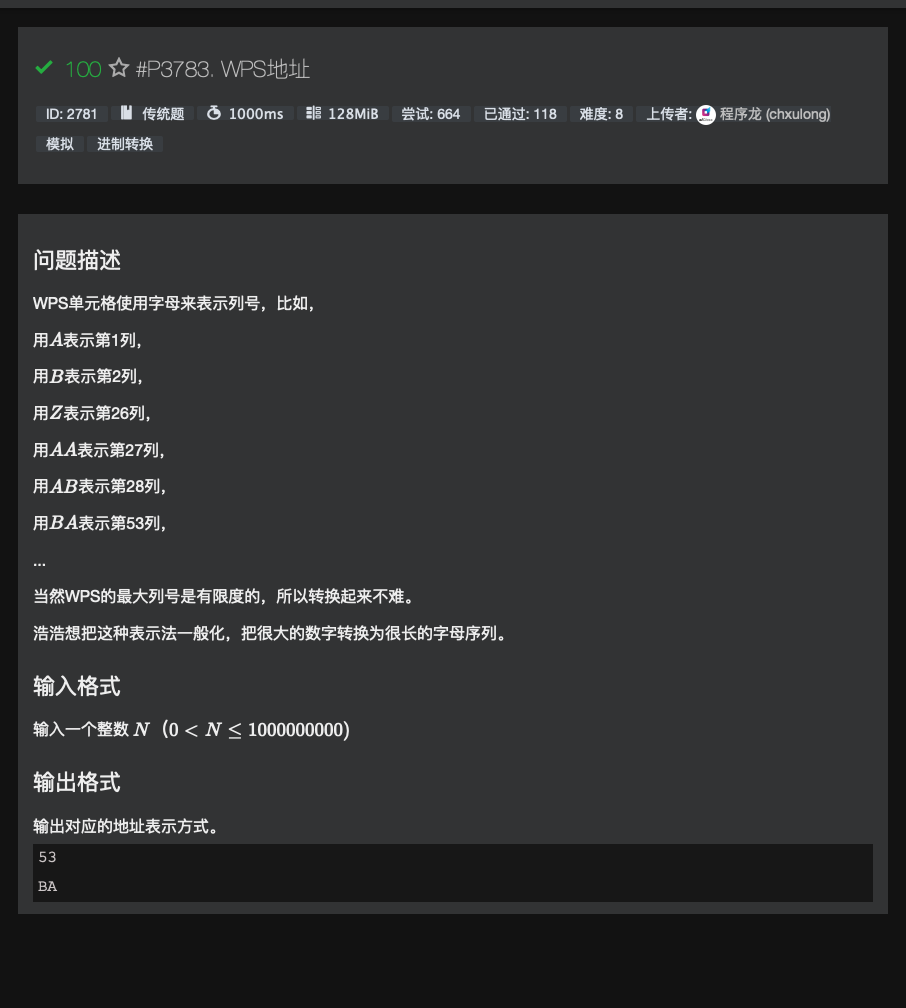 100 #P3783. WPS地址
ID: 2781 传统题 1000ms 128MiB 尝试: 664 已通过: 118 难度: 8 上传者: 程序龙 (chxulong)
模拟 进制转换
问题描述
WPS单元格使用字母来表示列号，比如，
用A表示第1列，
用B表示第2列，
用Z表示第26列，
用AA表示第27列，
用AB表示第28列，
用BA表示第53列，
...
当然WPS的最大列号是有限度的，所以转换起来不难。
浩浩想把这种表示法一般化，把很大的数字转换为很长的字母序列。
输入格式
输入一个整数 N（0 < N ≤ 1000000000)
输出格式
输出对应的地址表示方式。
53
BA